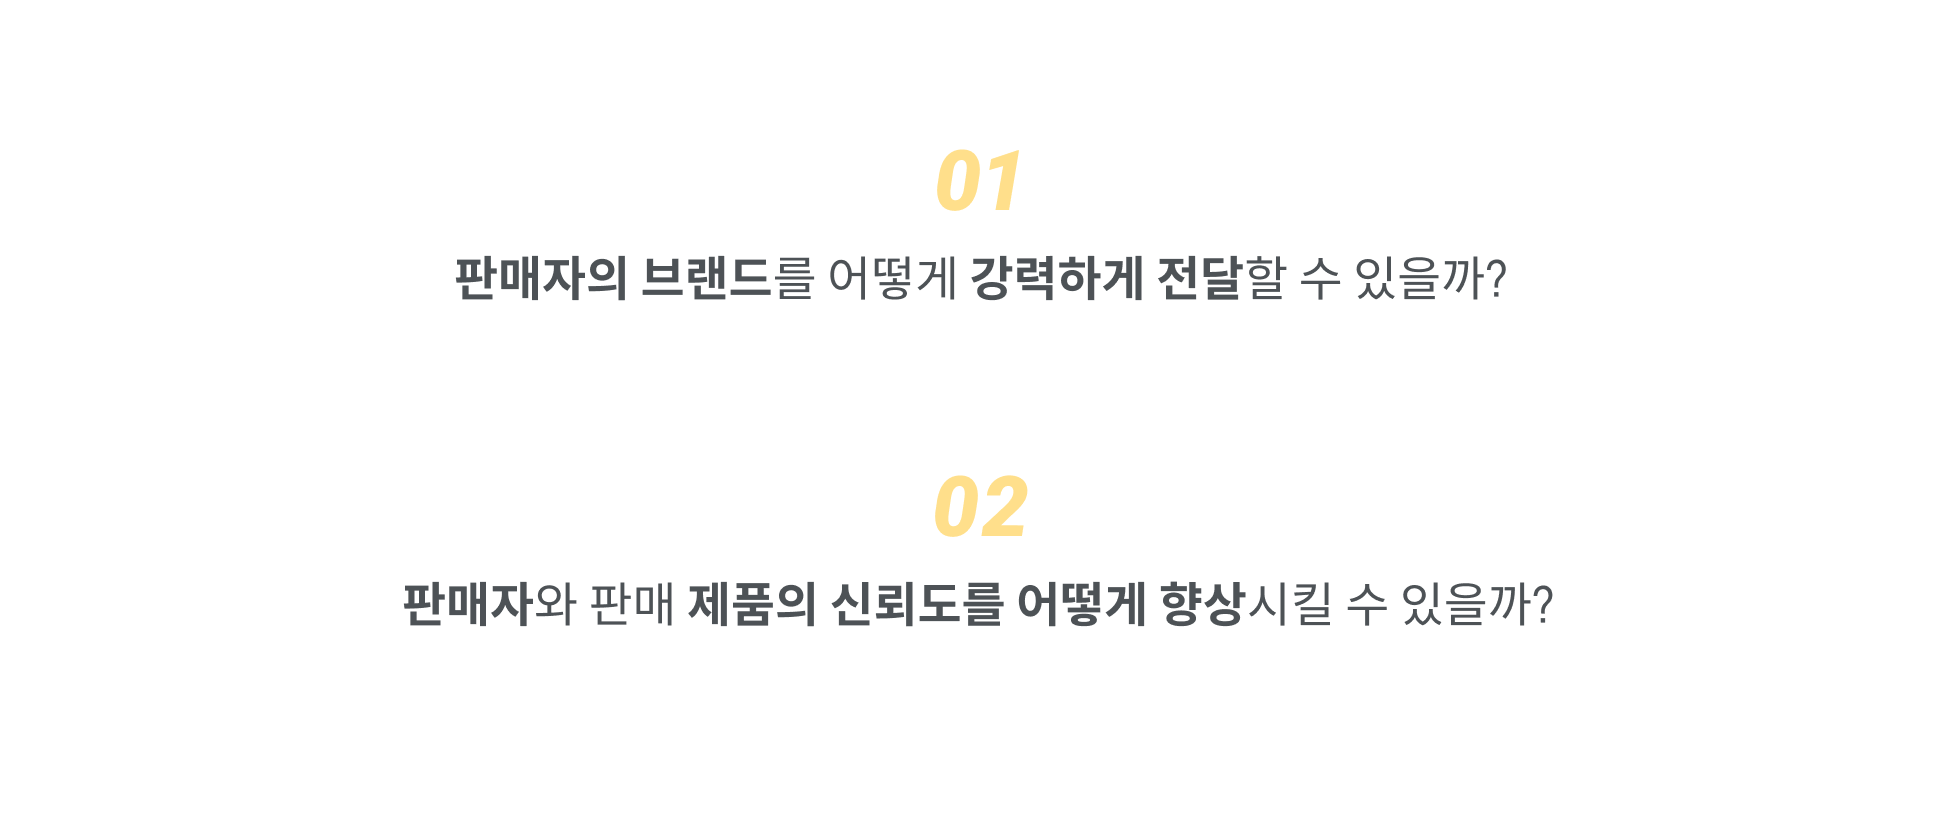 01
판매자의 브랜드를 어떻게 강력하게 전달할 수 있을까?
02
판매자와 판매 제품의 신뢰도를 어떻게 향상시킬 수 있을까?